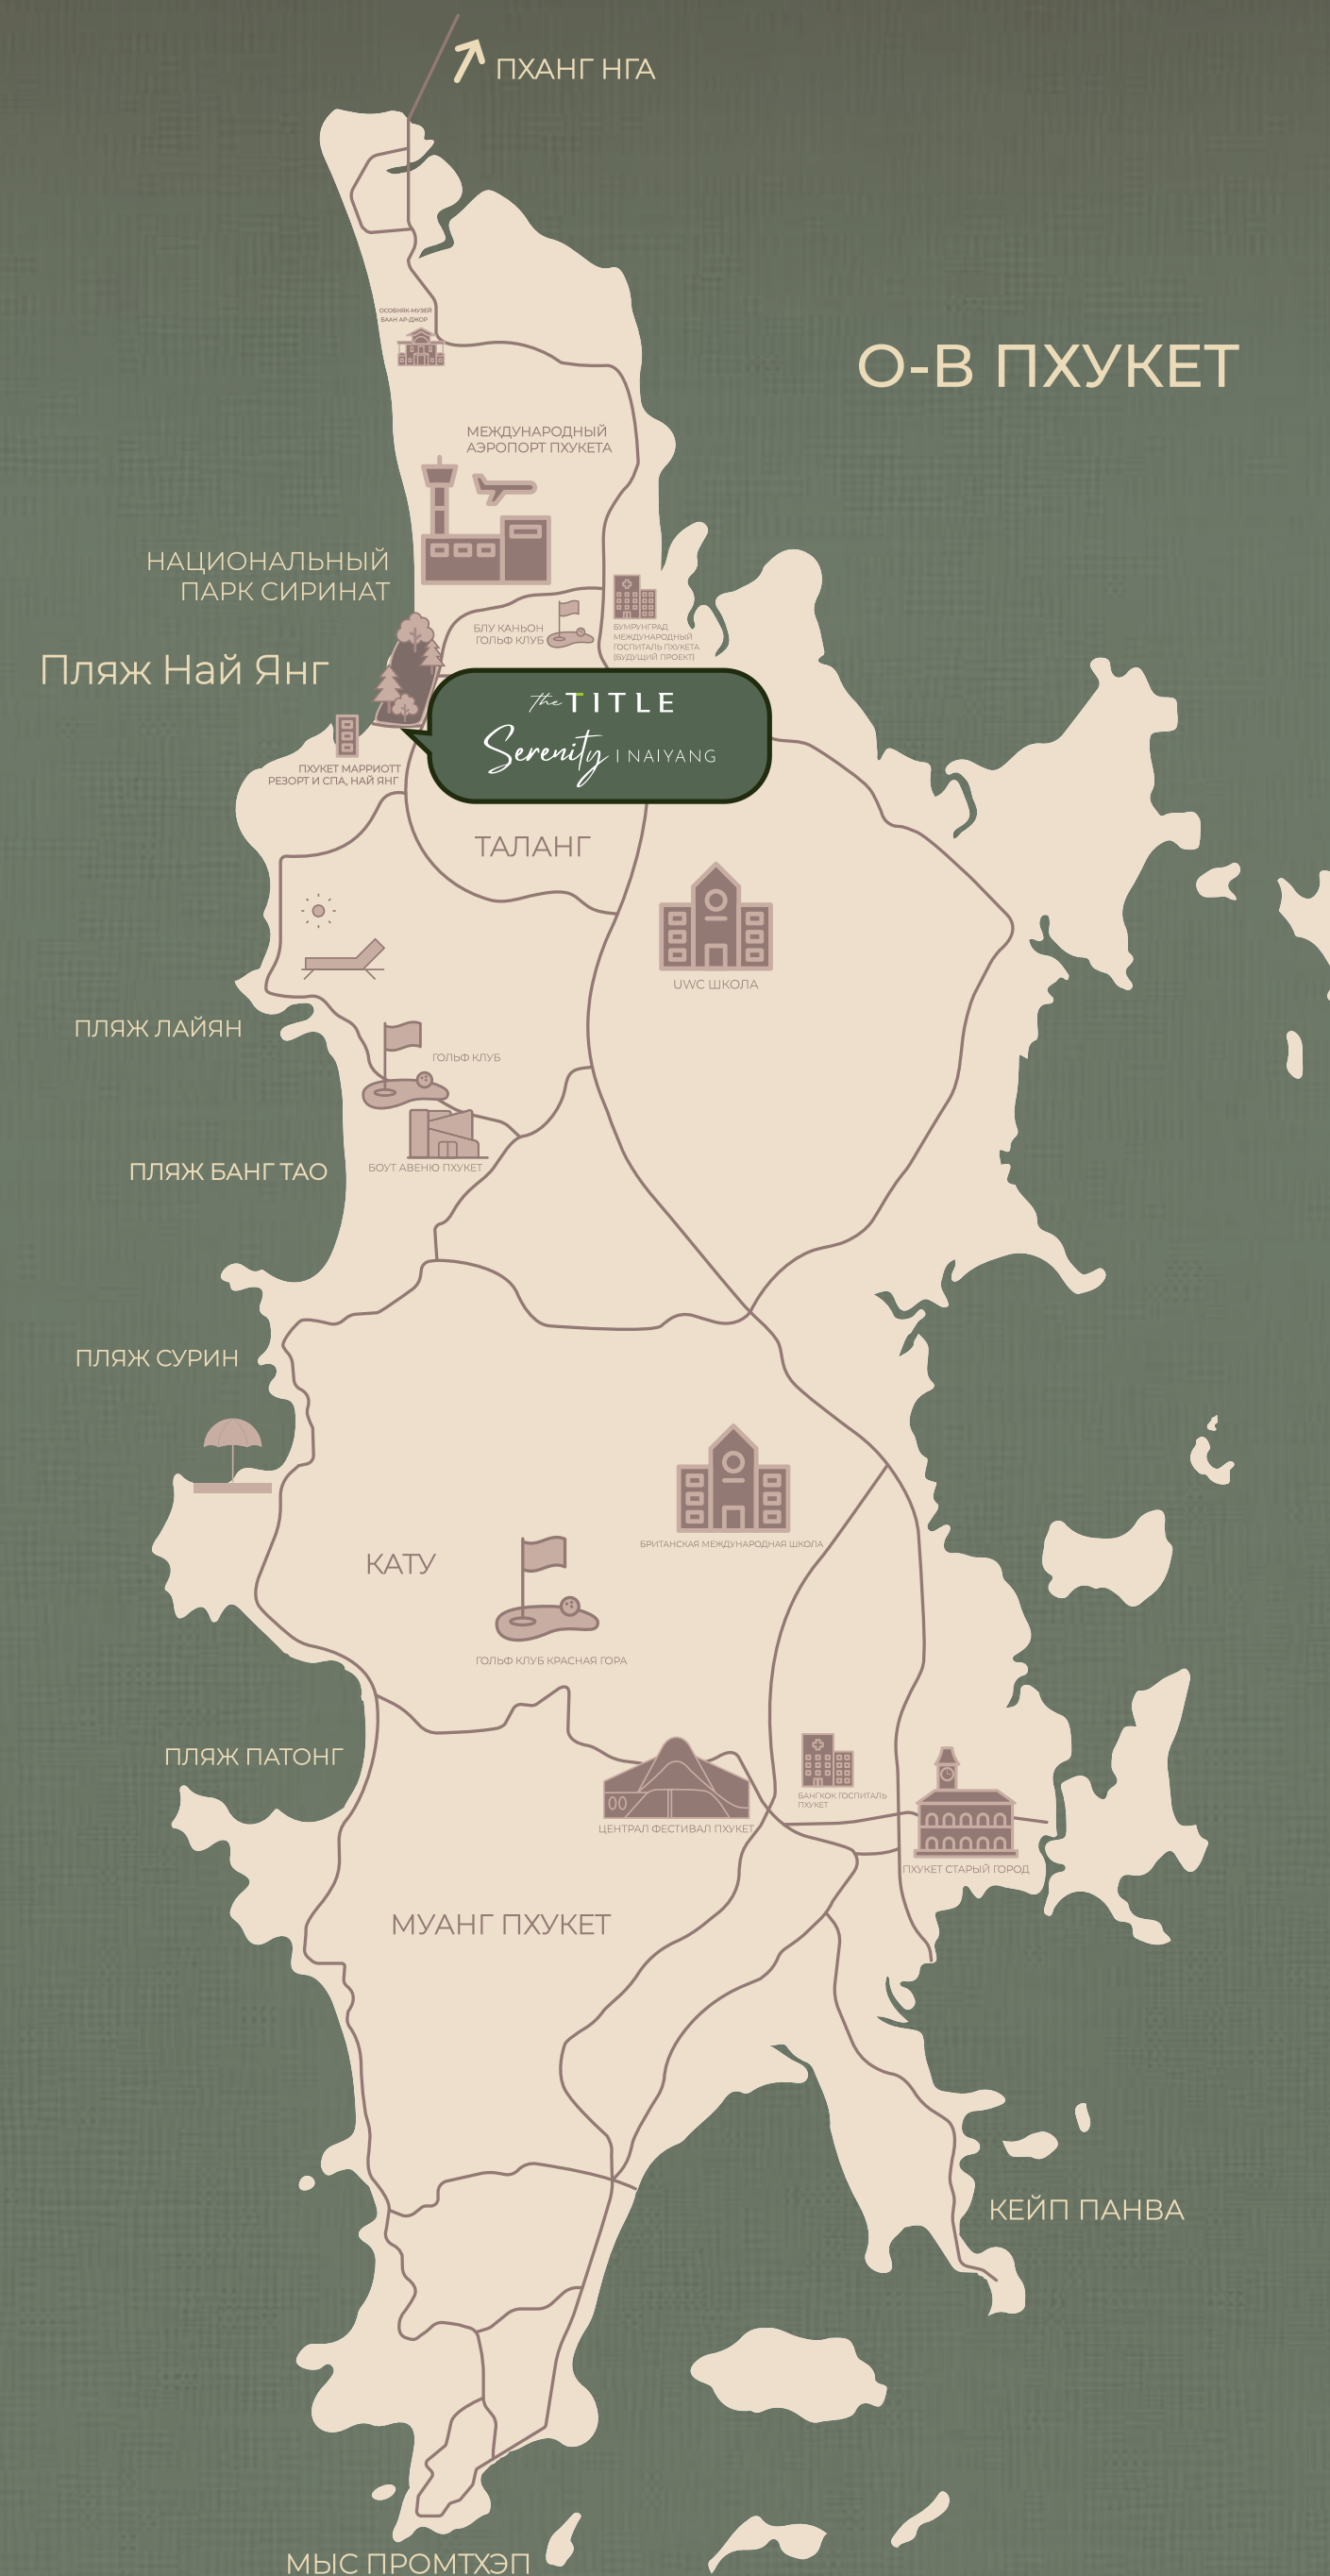 ПХАНГ НГА
ОСОБНЯК-МУЗЕЙ
БААН АР-ДЖОР
О-В ПХУКЕТ
МЕЖДУНАРОДНЫЙ
АЭРОПОРТ ПХУКЕТА
НАЦИОНАЛЬНЫЙ
ПАРК СИРИНАТ
БЛУ КАНЬОН
ГОЛЬФ КЛУБ
БУМРУНГРАД
МЕЖДУНАРОДНЫЙ
ГОСПИТАЛЬ ПХУКЕТА
(БУДУЩИЙ ПРОЕКТ)
Пляж Най Янг
the TITLE
Serenity | NAIYANG
ПХУКЕТ МАРРИОТТ
РЕЗОРТ И СПА, НАЙ ЯНГ
ТАЛАНГ
UWC ШКОЛА
ПЛЯЖ ЛАЙЯН
ГОЛЬФ КЛУБ
БОУТ АВЕНЮ ПХУКЕТ
ПЛЯЖ БАНГ ТАО
ПЛЯЖ СУРИН
БРИТАНСКАЯ МЕЖДУНАРОДНАЯ ШКОЛА
КАТУ
ГОЛЬФ КЛУБ КРАСНАЯ ГОРА
ПЛЯЖ ПАТОНГ
БАНГКОК ГОСПИТАЛЬ
ПХУКЕТ
ЦЕНТРАЛ ФЕСТИВАЛ ПХУКЕТ
ПХУКЕТ СТАРЫЙ ГОРОД
МУАНГ ПХУКЕТ
КЕЙП ПАНВА
МЫС ПРОМТХЭП